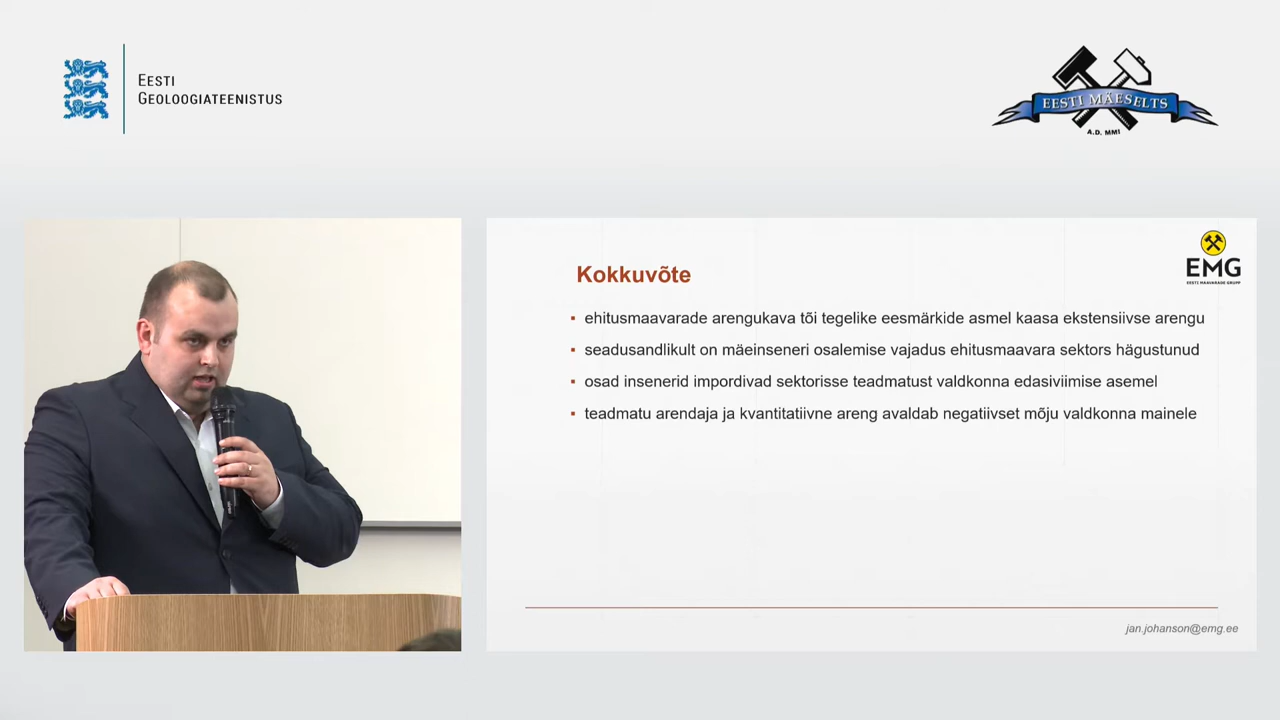 EESTI
GEOLOOGIATEENISTUS
EESTI MÄESELTS
A.D. MMI
EMG
EESTI MAAVARADE GRUPP
Kokkuvõte
▪ ehitusmaavarade arengukava tõi tegelike eesmärkide asmel kaasa ekstensiivse arengu
▪ seadusandlikult on mäeinseneri osalemise vajadus ehitusmaavara sektors hägustunud
▪ osad insenerid impordivad sektorisse teadmatust valdkonna edasiviimise asemel
▪ teadmatu arendaja ja kvantitatiivne areng avaldab negatiivset mõju valdkonna mainele
jan.johanson@emg.ee